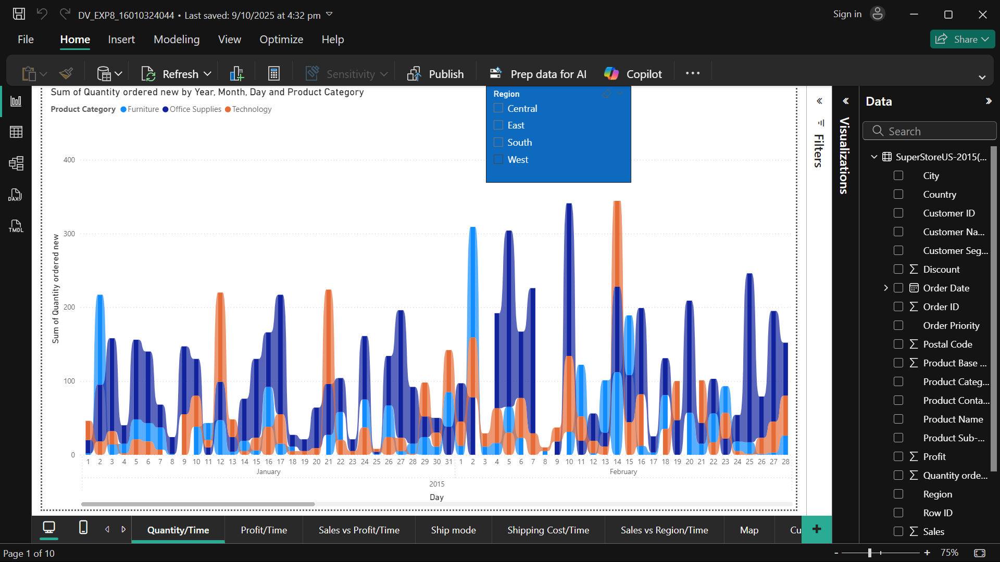 DV_EXP8_16010324044 • Last saved: 9/10/2025 at 4:32 pm
Sign in
File Home Insert Modeling View Optimize Help
Share
Refresh
Sensitivity
Publish
Prep data for AI
Copilot
Sum of Quantity ordered new by Year, Month, Day and Product Category
Product Category Furniture Office Supplies Technology
Region
Central
East
South
West
400
300
200
100
0
Sum of Quantity ordered new
1 2 3 4 5 6 7 8 9 10 11 12 13 14 15 16 17 18 19 20 21 22 23 24 25 26 27 28 29 30 31 1 2 3 4 5 6 7 8 9 10 11 12 13 14 15 16 17 18 19 20 21 22 23 24 25 26 27 28
January February
2015
Day
Filters
Visualizations
Data
Search
SuperStoreUS-2015(...
City
Country
Customer ID
Customer Na...
Customer Seg...
Discount
Order Date
Order ID
Order Priority
Postal Code
Product Base ...
Product Categ...
Product Conta...
Product Name
Product Sub-...
Profit
Quantity orde...
Region
Row ID
Sales
DAX
TMDL
Quantity/Time Profit/Time Sales vs Profit/Time Ship mode Shipping Cost/Time Sales vs Region/Time Map Cu
Page 1 of 10
- + 75%